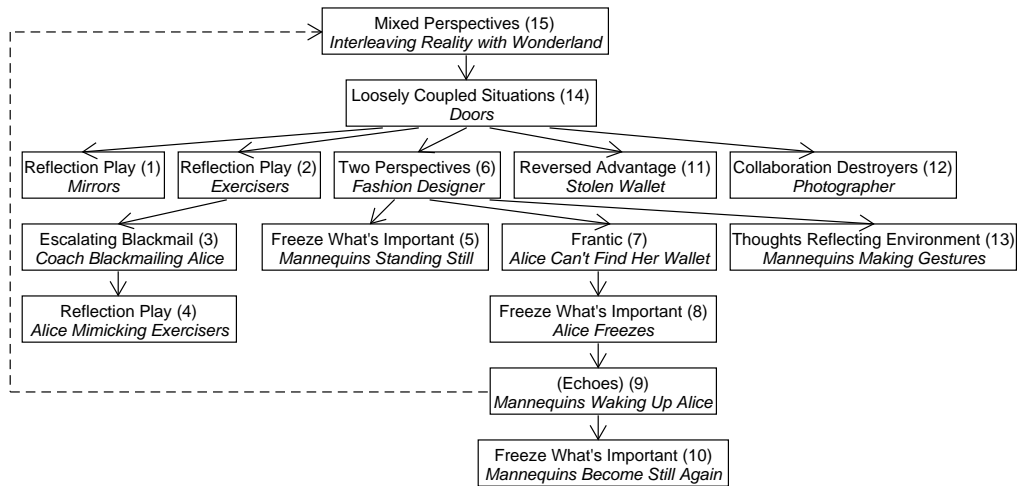 Mixed Perspectives (15)
Interleaving Reality with Wonderland
Loosely Coupled Situations (14)
Doors
Reflection Play (1)
Mirrors
Reflection Play (2)
Exercisers
Two Perspectives (6)
Fashion Designer
Reversed Advantage (11)
Stolen Wallet
Collaboration Destroyers (12)
Photographer
Escalating Blackmail (3)
Coach Blackmailing Alice
Freeze What's Important (5)
Mannequins Standing Still
Frantic (7)
Alice Can't Find Her Wallet
Thoughts Reflecting Environment (13)
Mannequins Making Gestures
Reflection Play (4)
Alice Mimicking Exercisers
Freeze What's Important (8)
Alice Freezes
(Echoes) (9)
Mannequins Waking Up Alice
Freeze What's Important (10)
Mannequins Become Still Again